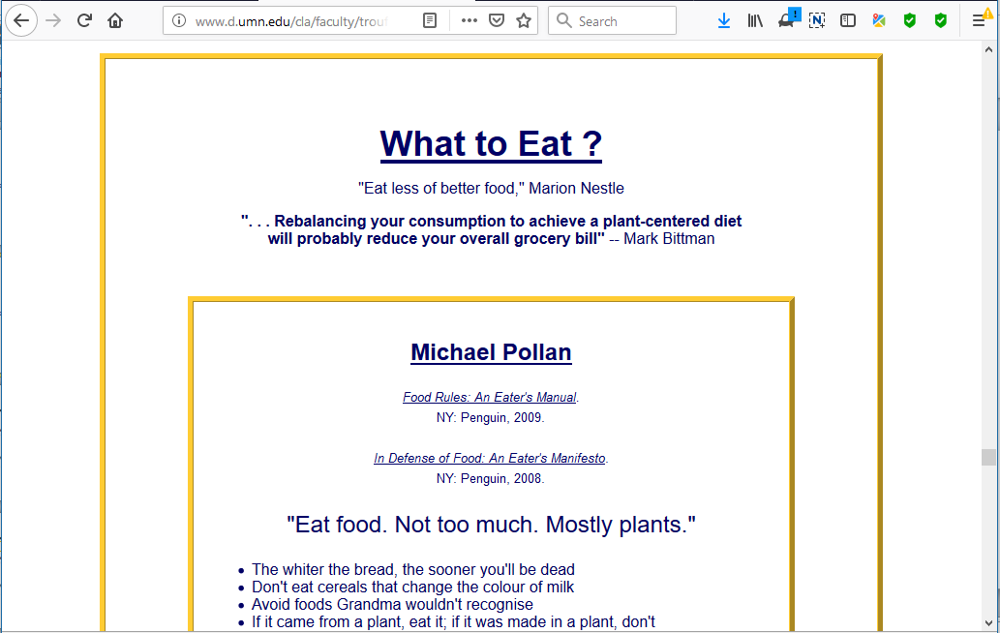 www.d.umn.edu/cla/faculty/trouf
Search
What to Eat ?
"Eat less of better food," Marion Nestle
". . . Rebalancing your consumption to achieve a plant-centered diet
will probably reduce your overall grocery bill" -- Mark Bittman
Michael Pollan
Food Rules: An Eater's Manual.
NY: Penguin, 2009.
In Defense of Food: An Eater's Manifesto.
NY: Penguin, 2008.
"Eat food. Not too much. Mostly plants."
• The whiter the bread, the sooner you'll be dead
• Don't eat cereals that change the colour of milk
• Avoid foods Grandma wouldn't recognise
• If it came from a plant, eat it; if it was made in a plant, don't